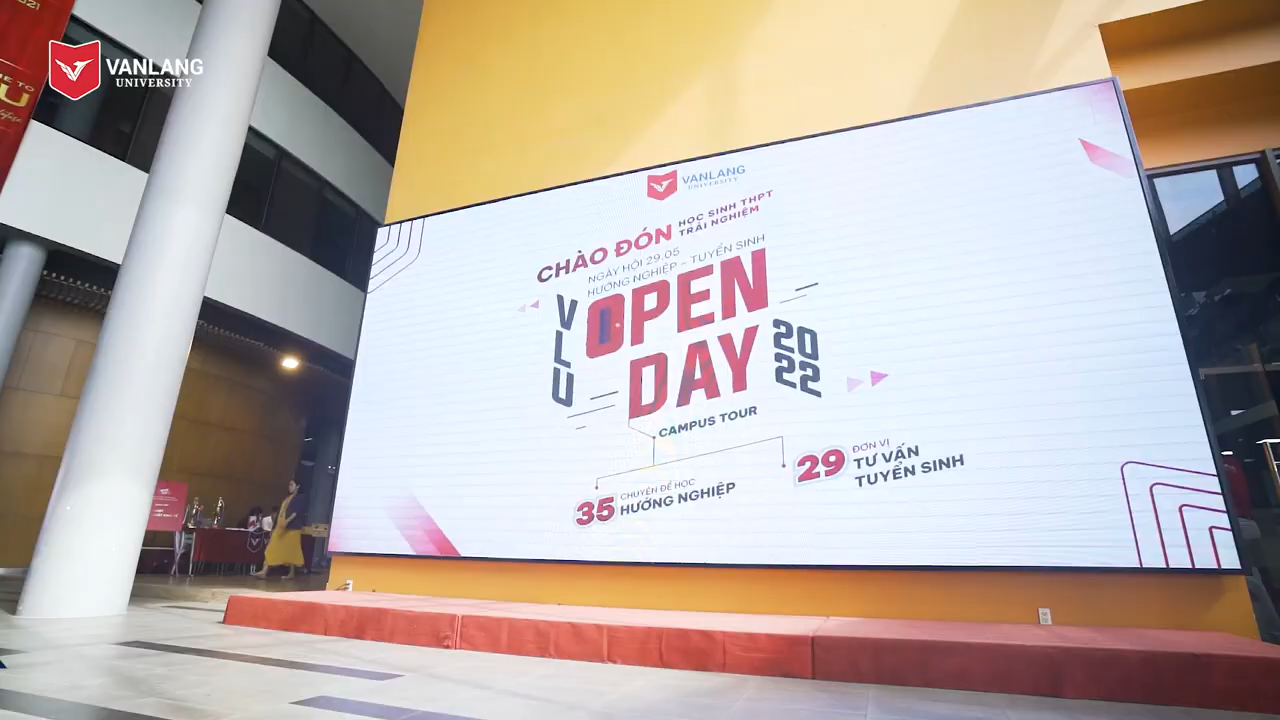 VANLANG
UNIVERSITY
VANLANG
UNIVERSITY
CHÀO ĐÓN
HỌC SINH THPT
TRẢI NGHIỆM
NGÀY HỘI 29.05
HƯỚNG NGHIỆP - TUYỂN SINH
VLU
OPEN
DAY
2022
CAMPUS TOUR
35
CHUYÊN ĐỀ HỌC
HƯỚNG NGHIỆP
29
ĐƠN VỊ
TƯ VẤN
TUYỂN SINH